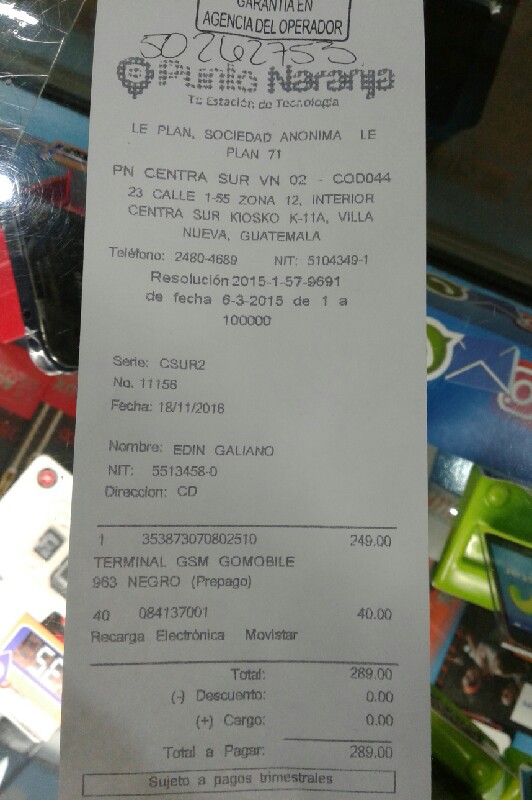 GARANTIA EN
AGENCIA DEL OPERADOR
50262753
Punto Naranja
Tu Estación de Tecnología
LE PLAN, SOCIEDAD ANONIMA LE
PLAN 71
PN CENTRA SUR VN 02 - COD044
23 CALLE 1-55 ZONA 12, INTERIOR
CENTRA SUR KIOSKO K-11A, VILLA
NUEVA, GUATEMALA
Teléfono: 2480-4689 NIT: 5104349-1
Resolución 2015-1-57-9691
de fecha 6-3-2015 de 1 a
100000
Serie: CSUR2
No. 11156
Fecha: 18/11/2016
Nombre: EDIN GALIANO
NIT: 5513458-0
Direccion: CD
1 353873070802510 249.00
TERMINAL GSM GOMOBILE
963 NEGRO (Prepago)
40 084137001 40.00
Recarga Electrónica Movistar
Total: 289.00
(-) Descuento: 0.00
(+) Cargo: 0.00
Total a Pagar: 289.00
Sujeto a pagos trimestrales